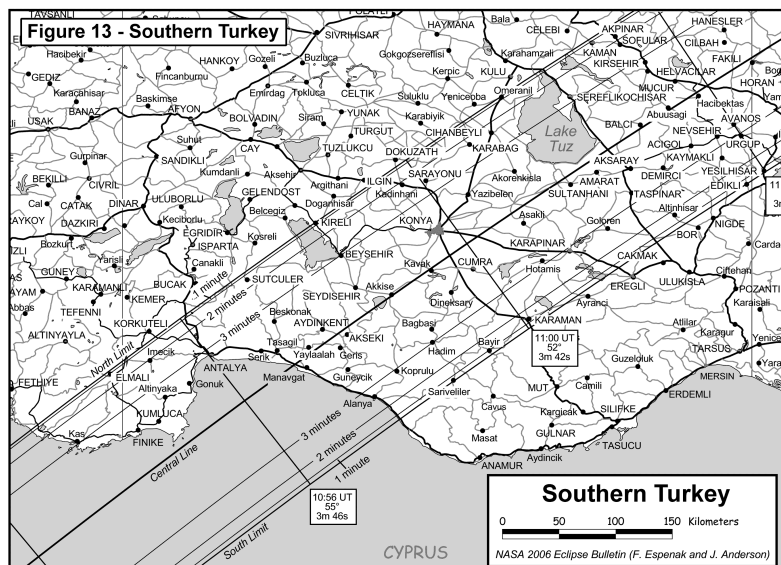 Figure 13 - Southern Turkey
TAVSANLI
SIVRIHISAR
HAYMANA
Bala
CELEBI
AKPINAR
SOFULAR
HANESLER
CILBAH
Hacibekir
HANKOY
Gozeli
Buzluca
Gokgozsereflisi
Karahamzali
KAMAN
KIRSEHIR
FAKILI
GEDIZ
Fincanburnu
Kerpic
KULU
HELVACILAR
Karacahisar
Emirdag
Tokluca
CELTIK
Omeranli
MUCUR
HORAN
BANAZ
Baskimse
Suluklu
Yeniceoba
SEREFLIKOCHISAR
Hacibektas
USAK
AFYON
BOLVADIN
Siram
YUNAK
Karabiyik
Abuusagi
AVANOS
TURGUT
CIHANBEYLI
Lake
Tuz
BALCI
NEVSEHIR
Suhut
CAY
TUZLUKCU
KARABAG
ACIGOL
URGUP
Gurpinar
SANDIKLI
DOKUZATH
AKSARAY
KAYMAKLI
Kumdanli
Aksehir
YESILHISAR
BEKILLI
CIVRIL
Argithani
ILGIN
SARAYONU
Akorenkisla
DEMIRCI
EDIKLI
ULUBORLU
GELENDOST
Kadinhani
AMARAT
TASPINAR
Cal
CATAK
DINAR
Doganhisar
Yazibelen
SULTANHANI
Altinhisar
DAZKIRI
Keciborlu
Belcegiz
KIRELI
KONYA
Asakli
Goloren
NIGDE
Bozkurt
EGRIDIR
ISPARTA
Kosreli
KARAPINAR
BOR
Yarisli
BEYSEHIR
CUMRA
CAKMAK
GUNEY
Canakli
Kavak
Hotamis
Ciftehan
KARAMANLI
BUCAK
1 minute
SUTCULER
Akkise
EREGLI
ULUKISLA
POZANTI
KEMER
2 minutes
SEYDISEHIR
Dineksary
Ayranci
Karaisali
TEFENNI
3 minutes
Beskonak
KORKUTELI
AYDINKENT
Bagbasi
KARAMAN
Atlilar
ALTINYAYLA
Tasagil
AKSEKI
11:00 UT
52°
3m 42s
Karagur
North Limit
Imecik
Serik
Yaylaalah
Geris
Hadim
Bayir
TARSUS
Yenice
ANTALYA
Guzeloluk
FETHIYE
ELMALI
Gonuk
Manavgat
Guneycik
Koprulu
MERSIN
Altinyaka
Sariveliler
MUT
Camili
ERDEMLI
KUMLUCA
Alanya
Cavus
Kargicak
SILIFKE
Kas
3 minutes
Masat
GULNAR
FINIKE
2 minutes
TASUCU
Central Line
1 minute
ANAMUR
Aydincik
10:56 UT
55°
3m 46s
South Limit
CYPRUS
Southern Turkey
0 50 100 150 Kilometers
NASA 2006 Eclipse Bulletin (F. Espenak and J. Anderson)